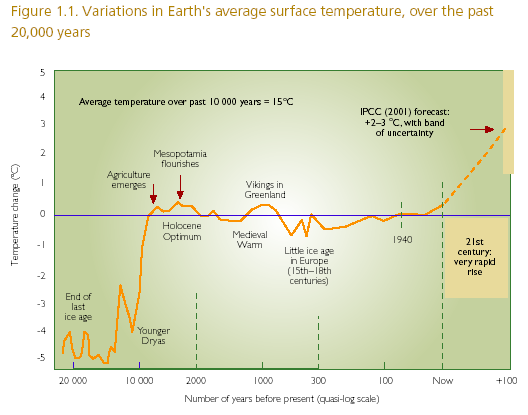 Figure 1.1. Variations in Earth's average surface temperature, over the past
20,000 years
5
4
3
2
1
0
-1
-2
-3
-4
-5
Temperature change (°C)
Average temperature over past 10 000 years = 15°C
IPCC (2001) forecast:
+2–3 °C, with band
of uncertainty
Mesopotamia
flourishes
Agriculture
emerges
Vikings in
Greenland
Holocene
Optimum
Medieval
Warm
Little ice age
in Europe
(15th–18th
centuries)
1940
21st
century:
very rapid
rise
End of
last
ice age
Younger
Dryas
20 000
10 000
2000
1000
300
100
Now
+100
Number of years before present (quasi-log scale)